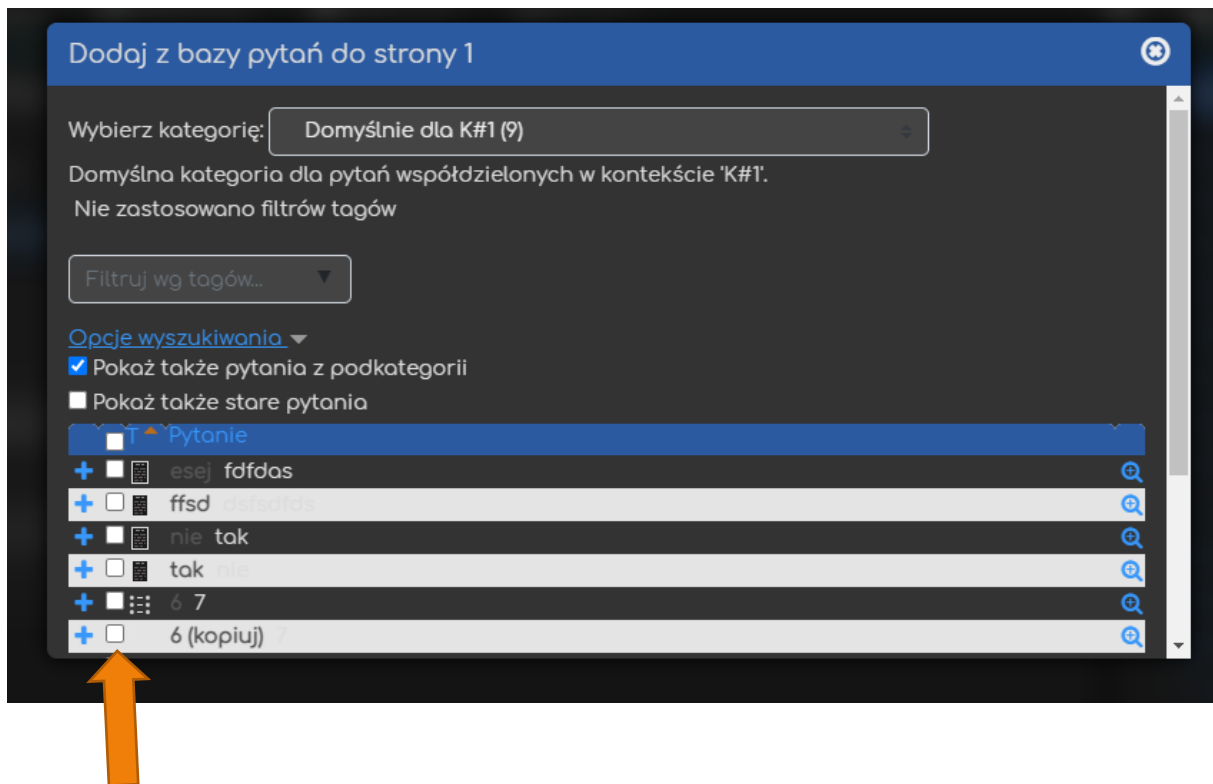 Dodaj z bazy pytań do strony 1
Wybierz kategorię: Domyślnie dla K#1 (9)
Domyślna kategoria dla pytań współdzielonych w kontekście 'K#1'.
Nie zastosowano filtrów tagów
Filtruj wg tagów...
Opcje wyszukiwania
Pokaż także pytania z podkategorii
Pokaż także stare pytania
T Pytanie
esej fdfdas
ffsd dsfsdfds
nie tak
tak nie
6 7
6 (kopiuj) 7